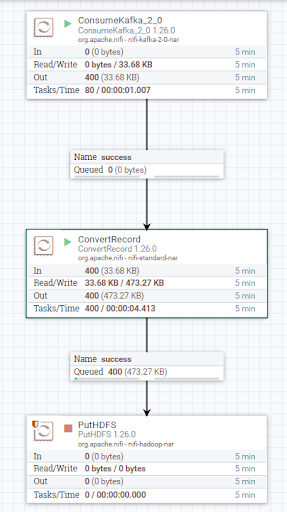 ConsumeKafka_2_0
ConsumeKafka_2_0 1.26.0
org.apache.nifi - nifi-kafka-2-0-nar
In 0 (0 bytes) 5 min
Read/Write 0 bytes / 33.68 KB 5 min
Out 400 (33.68 KB) 5 min
Tasks/Time 80 / 00:00:01.007 5 min
Name success
Queued 0 (0 bytes)
ConvertRecord
ConvertRecord 1.26.0
org.apache.nifi - nifi-standard-nar
In 400 (33.68 KB) 5 min
Read/Write 33.68 KB / 473.27 KB 5 min
Out 400 (473.27 KB) 5 min
Tasks/Time 400 / 00:00:04.413 5 min
Name success
Queued 400 (473.27 KB)
PutHDFS
PutHDFS 1.26.0
org.apache.nifi - nifi-hadoop-nar
In 0 (0 bytes) 5 min
Read/Write 0 bytes / 0 bytes 5 min
Out 0 (0 bytes) 5 min
Tasks/Time 0 / 00:00:00.000 5 min